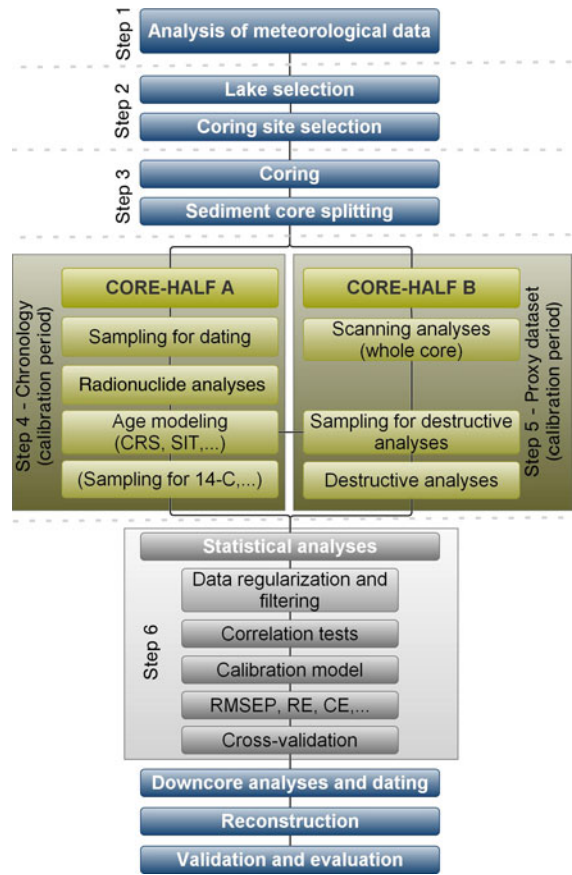 Step 1
Analysis of meteorological data
Step 2
Lake selection
Coring site selection
Step 3
Coring
Sediment core splitting
Step 4 - Chronology
(calibration period)
CORE-HALF A
Sampling for dating
Radionuclide analyses
Age modeling
(CRS, SIT,...)
(Sampling for 14-C,...)
CORE-HALF B
Scanning analyses
(whole core)
Sampling for destructive
analyses
Destructive analyses
Step 5 - Proxy dataset
(calibration period)
Step 6
Statistical analyses
Data regularization and
filtering
Correlation tests
Calibration model
RMSEP, RE, CE,...
Cross-validation
Downcore analyses and dating
Reconstruction
Validation and evaluation